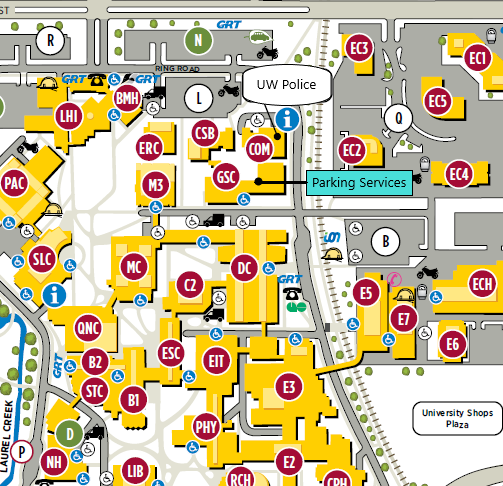 ST
R
N
GRT
EC3
EC1
RING ROAD
GRT
GRT
UW Police
BMH
L
EC5
LHI
Q
CSB
ERC
COM
EC2
GSC
EC4
PAC
M3
Parking Services
B
SLC
MC
DC
GRT
C2
E5
ECH
QNC
E7
ESC
EIT
E6
GRT
B2
STC
E3
B1
University Shops
Plaza
PHY
D
LAUREL CREEK
P
NH
LIB
E2
RCH
CPH